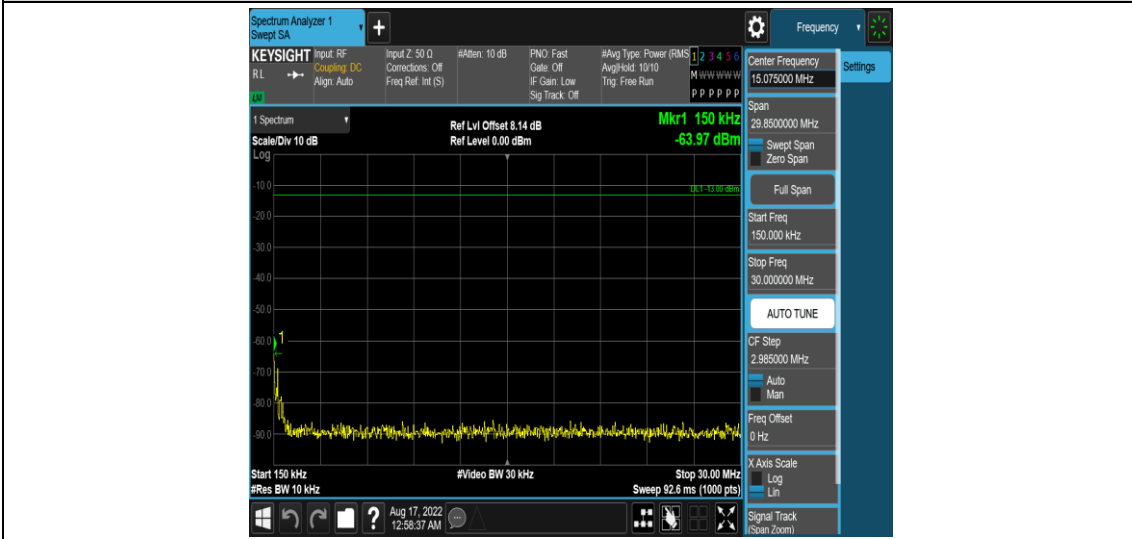 Spectrum Analyzer 1
Swept SA
+
Frequency
KEYSIGHT
RL
Input: RF
Coupling: DC
Align: Auto
Input Z: 50 Ω
Corrections: Off
Freq Ref: Int (S)
#Atten: 10 dB
PNO: Fast
Gate: Off
IF Gain: Low
Sig Track: Off
#Avg Type: Power (RMS
Avg|Hold: 10/10
Trig: Free Run
1 2 3 4 5 6
M W W W W W
P P P P P P
1 Spectrum
Scale/Div 10 dB
Log
Ref Lvl Offset 8.14 dB
Ref Level 0.00 dBm
Mkr1 150 kHz
-63.97 dBm
DL1 -13.00 dBm
-10.0
-20.0
-30.0
-40.0
-50.0
-60.0
-70.0
-80.0
-90.0
1
Start 150 kHz
#Res BW 10 kHz
#Video BW 30 kHz
Stop 30.00 MHz
Sweep 92.6 ms (1000 pts)
?
Aug 17, 2022
12:58:37 AM
Center Frequency
15.075000 MHz
Settings
Span
29.8500000 MHz
Swept Span
Zero Span
Full Span
Start Freq
150.000 kHz
Stop Freq
30.000000 MHz
AUTO TUNE
CF Step
2.985000 MHz
Auto
Man
Freq Offset
0 Hz
X Axis Scale
Log
Lin
Signal Track
(Span Zoom)